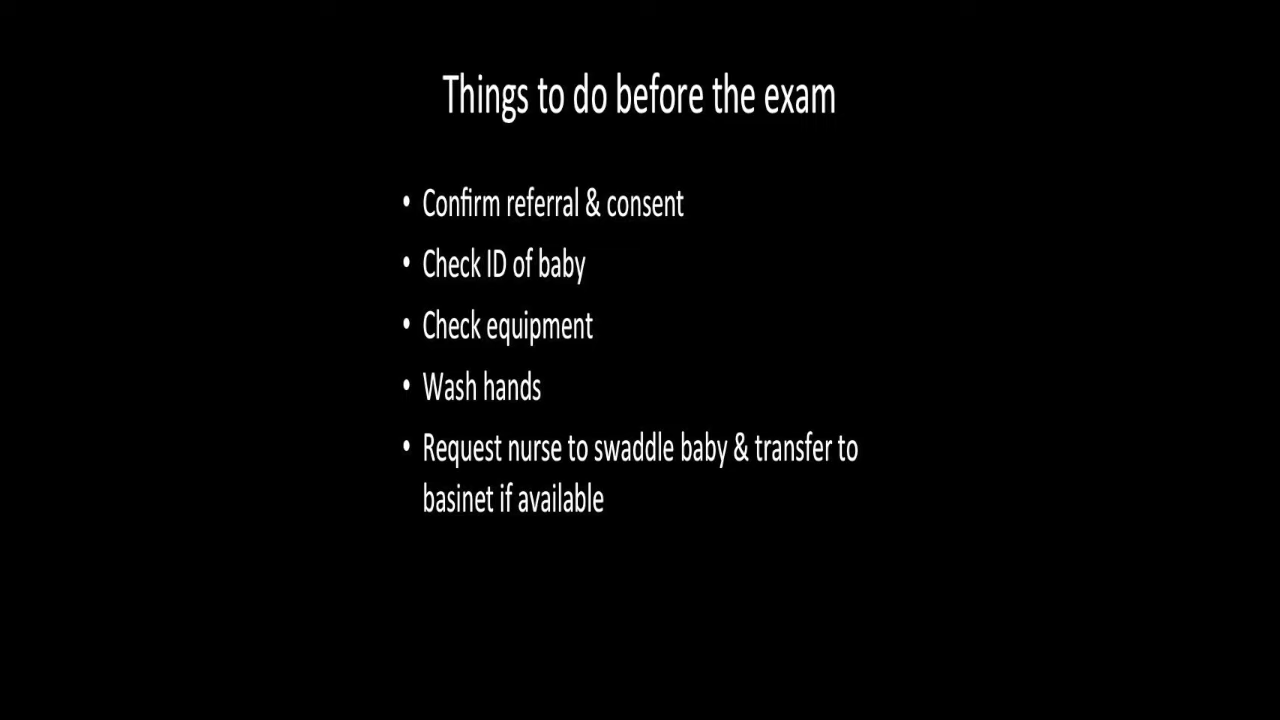 Things to do before the exam
• Confirm referral & consent
• Check ID of baby
• Check equipment
• Wash hands
• Request nurse to swaddle baby & transfer to
basinet if available